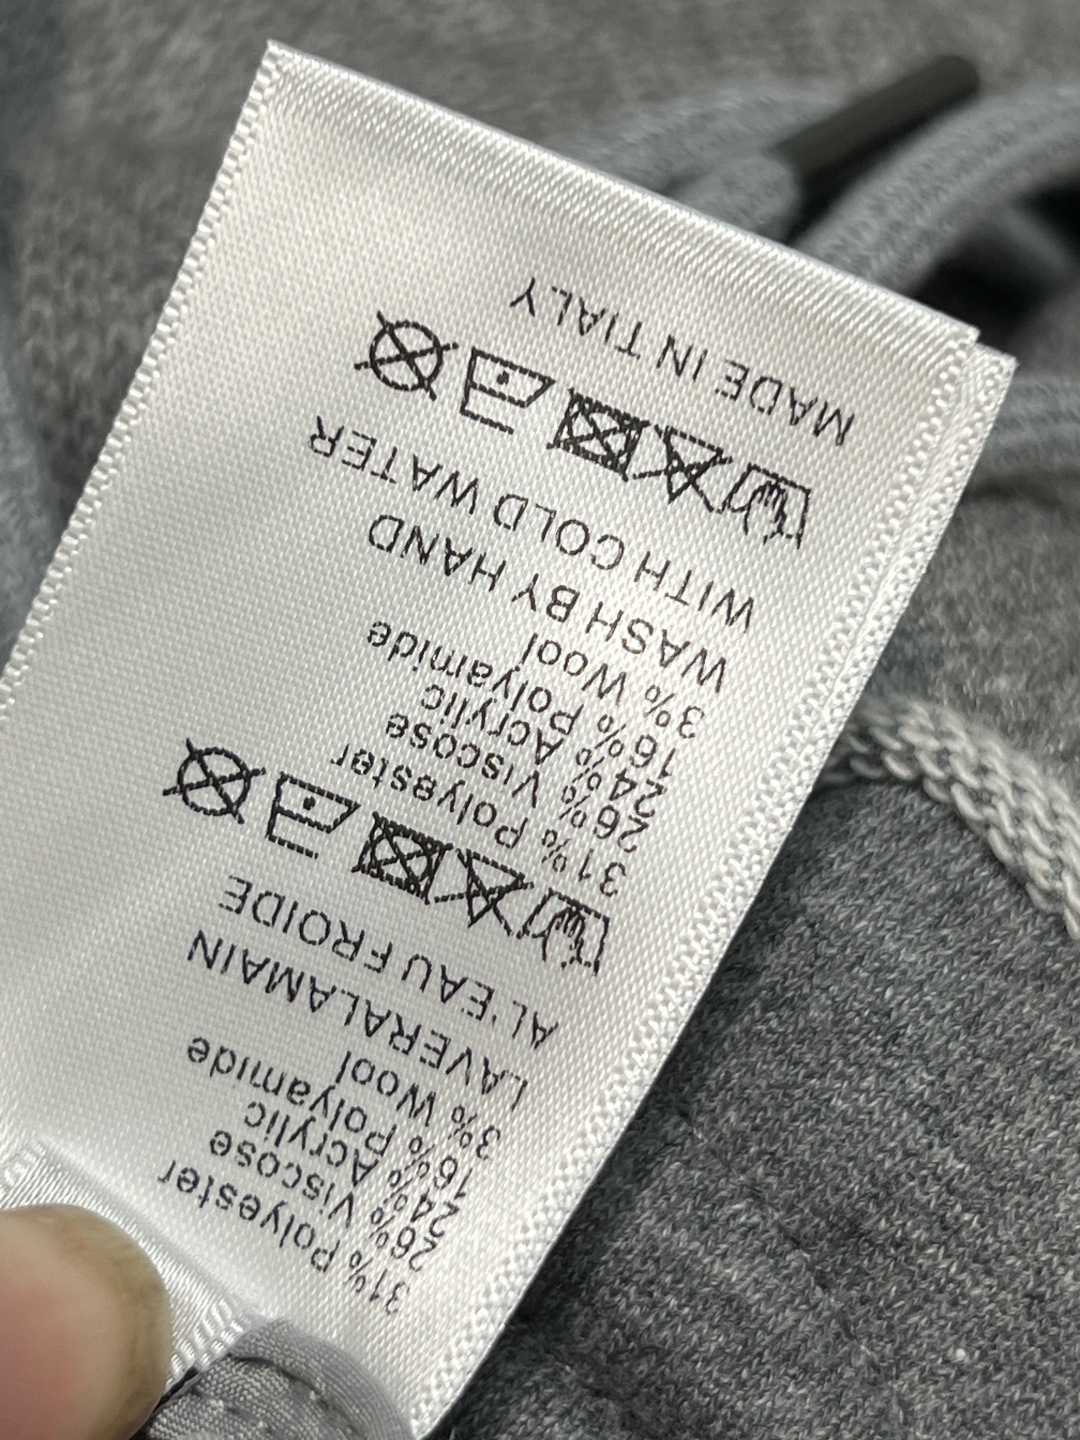 31% Polyester
26% Viscose
24% Acrylic
16% Polyamide
3% Wool
LAVERALAMAIN
AL'EAU FROIDE
31% Polyester
26% Viscose
24% Acrylic
16% Polyamide
3% Wool
WASH BY HAND
WITH COLD WATER
MADE IN TIALY